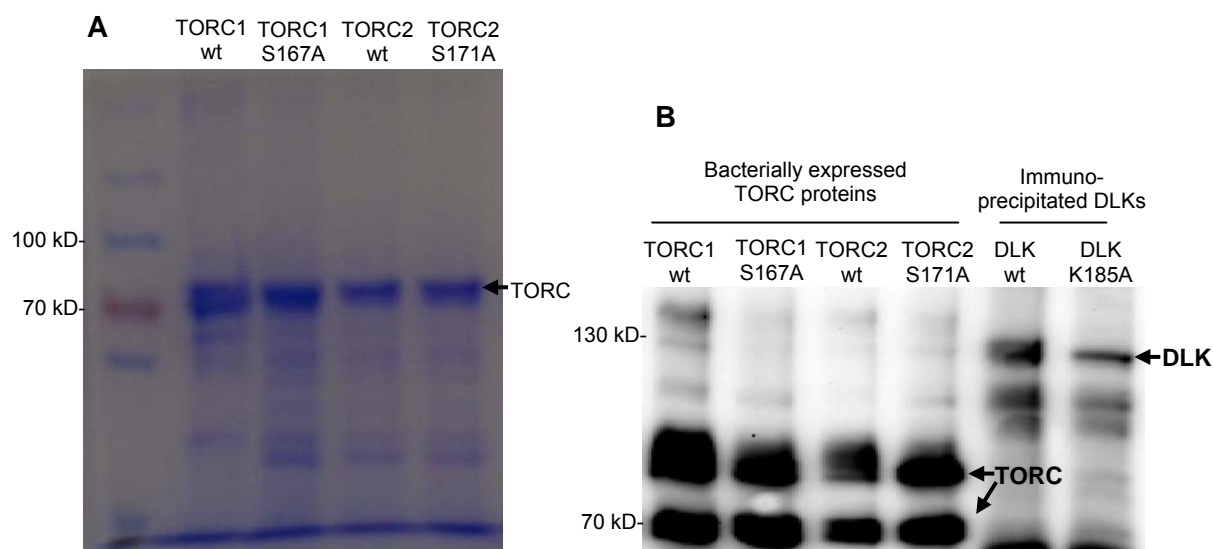 A
TORC1 wt
TORC1 S167A
TORC2 wt
TORC2 S171A
100 kD-
70 kD-
TORC
B
Bacterially expressed
TORC proteins
Immuno-
precipitated DLKs
TORC1 wt
TORC1 S167A
TORC2 wt
TORC2 S171A
DLK wt
DLK K185A
130 kD-
DLK
TORC
70 kD-